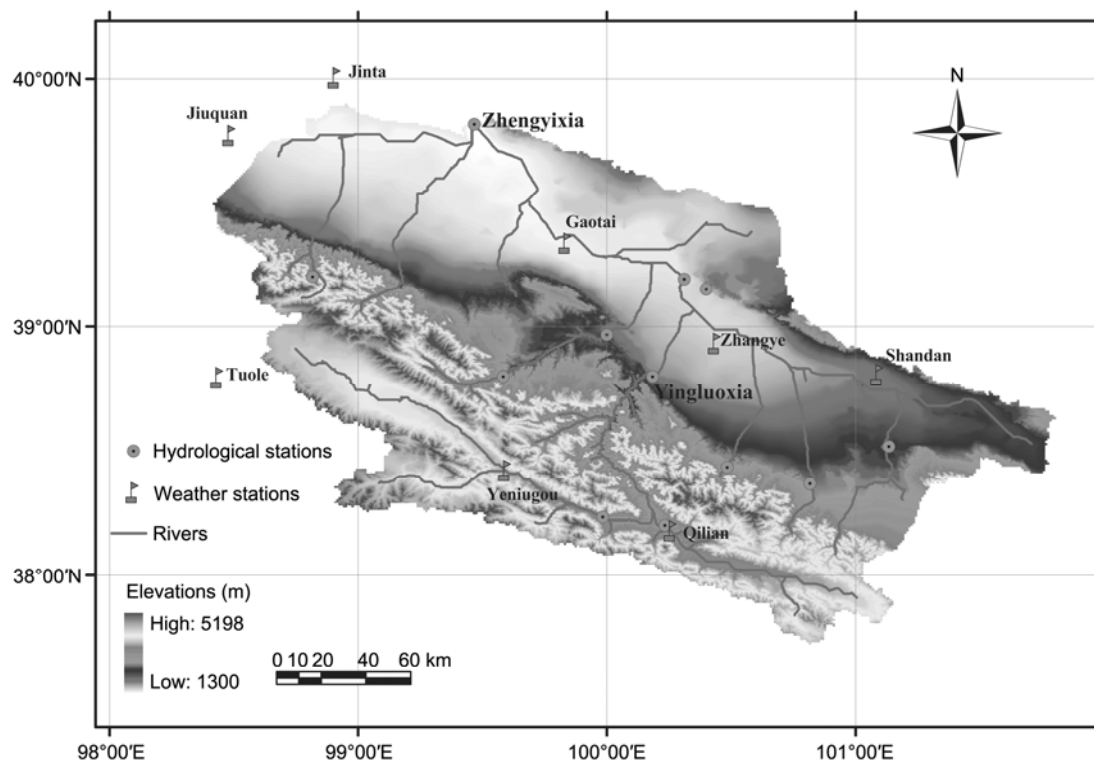 40°00′N
39°00′N
38°00′N
98°00′E
99°00′E
100°00′E
101°00′E
N
Jinta
Jiuquan
Zhengyixia
Gaotai
Zhangye
Shandan
Tuole
Yingluoxia
Yeniugou
Qilian
Hydrological stations
Weather stations
Rivers
Elevations (m)
High: 5198
Low: 1300
0 10 20 40 60 km